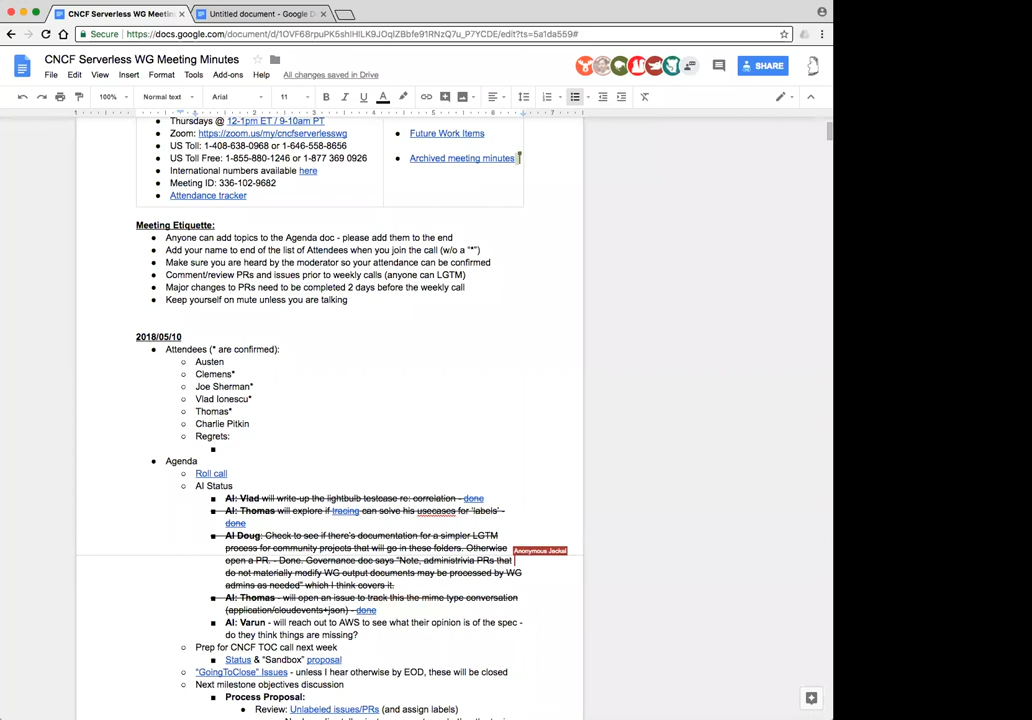 CNCF Serverless WG Meetin
Untitled document - Google D
Secure
https://docs.google.com/document/d/1OVF68rpuPK5shIHILK9JOqlZBbfe91RNzQ7u_P7YCDE/edit?ts=5a1da559#
CNCF Serverless WG Meeting Minutes
File Edit View Insert Format Tools Add-ons Help All changes saved in Drive
SHARE
100% Normal text Arial 11 B I U A
1 1 2 3 4 5 6 7
Thursdays @ 12-1pm ET / 9-10am PT
Zoom: https://zoom.us/my/cncfserverlesswg
US Toll: 1-408-638-0968 or 1-646-558-8656
US Toll Free: 1-855-880-1246 or 1-877 369 0926
International numbers available here
Meeting ID: 336-102-9682
Attendance tracker
Future Work Items
Archived meeting minutes
Meeting Etiquette:
Anyone can add topics to the Agenda doc - please add them to the end
Add your name to end of the list of Attendees when you join the call (w/o a "*")
Make sure you are heard by the moderator so your attendance can be confirmed
Comment/review PRs and issues prior to weekly calls (anyone can LGTM)
Major changes to PRs need to be completed 2 days before the weekly call
Keep yourself on mute unless you are talking
2018/05/10
Attendees (* are confirmed):
Austen
Clemens*
Joe Sherman*
Vlad Ionescu*
Thomas*
Charlie Pitkin
Regrets:
Agenda
Roll call
AI Status
AI: Vlad will write-up the lightbulb testcase re: correlation - done
AI: Thomas will explore if tracing can solve his usecases for 'labels' -
done
AI Doug: Check to see if there's documentation for a simpler LGTM
process for community projects that will go in these folders. Otherwise
open a PR. - Done. Governance doc says "Note, administrivia PRs that
do not materially modify WG output documents may be processed by WG
admins as needed" which I think covers it.
Anonymous Jackal
AI: Thomas - will open an issue to track this the mime type conversation
(application/cloudevents+json) - done
AI: Varun - will reach out to AWS to see what their opinion is of the spec -
do they think things are missing?
Prep for CNCF TOC call next week
Status & "Sandbox" proposal
"GoingToClose" Issues - unless I hear otherwise by EOD, these will be closed
Next milestone objectives discussion
Process Proposal:
Review: Unlabeled issues/PRs (and assign labels)